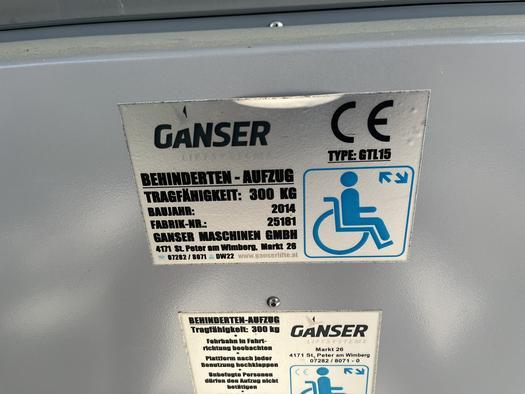 GANSER
LIFTSYSTEME
CE
TYPE: GTL15
BEHINDERTEN - AUFZUG
TRAGFÄHIGKEIT: 300 KG
BAUJAHR: 2014
FABRIK-NR.: 25181
GANSER MASCHINEN GMBH
4171 St. Peter am Wimberg, Markt 26
07282 / 8071 DW22 www.ganserlifte.at
BEHINDERTEN-AUFZUG
Tragfähigkeit: 300 kg
•
Fahrbahn in Fahrt-
richtung beobachten
•
Plattform nach jeder
Benutzung hochklappen
•
Unbefugte Personen
dürfen den Aufzug nicht
betätigen
GANSER
LIFTSYSTEME
Markt 26
4171 St. Peter am Wimberg
07282 / 8071 - 0